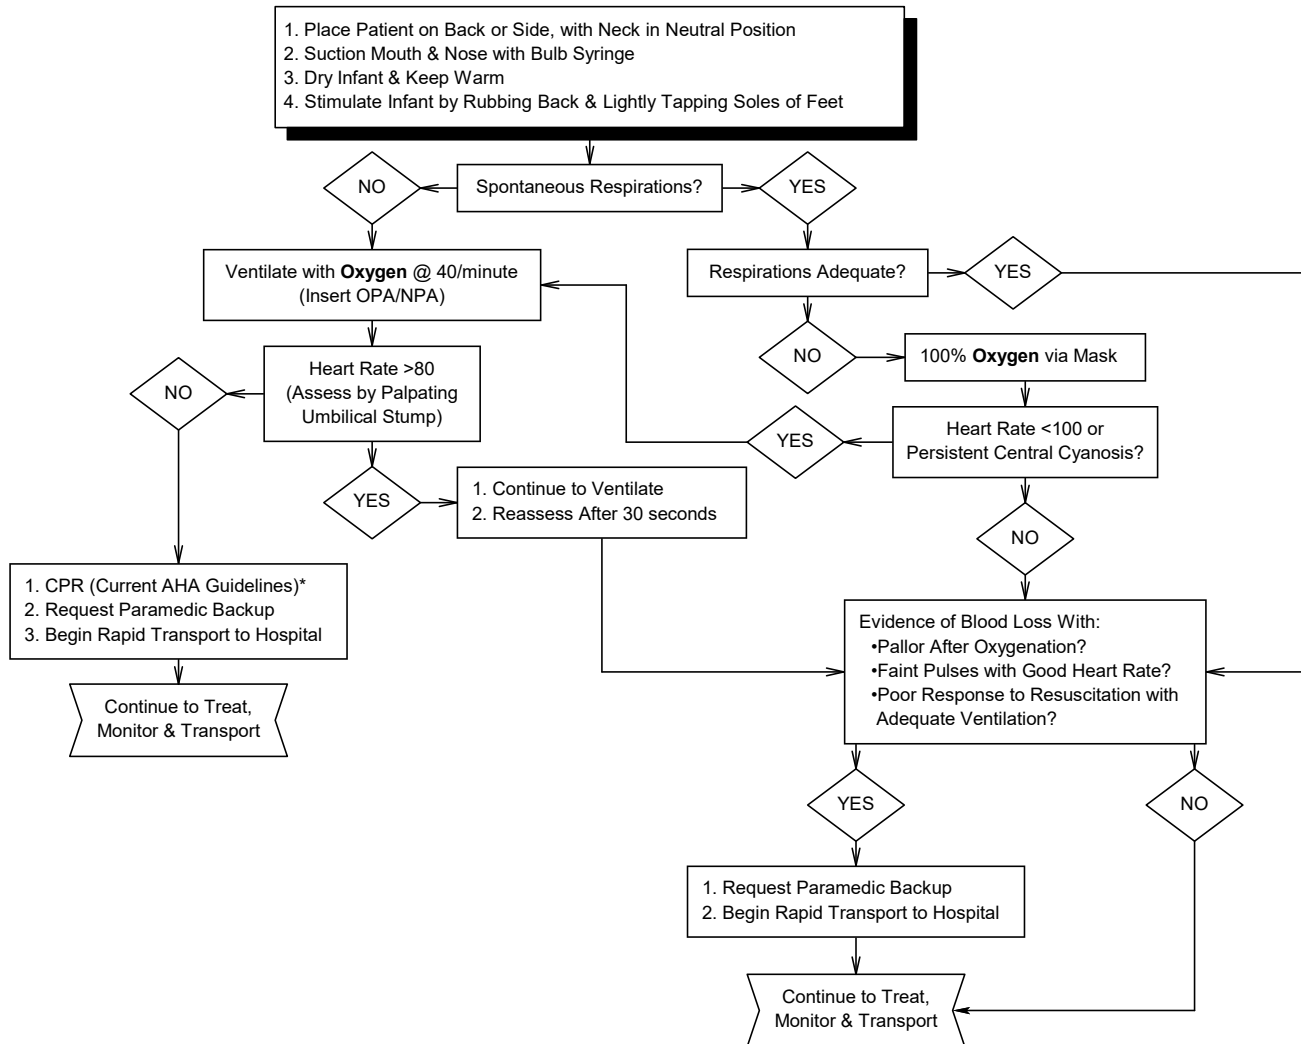 1. Place Patient on Back or Side, with Neck in Neutral Position
2. Suction Mouth & Nose with Bulb Syringe
3. Dry Infant & Keep Warm
4. Stimulate Infant by Rubbing Back & Lightly Tapping Soles of Feet
NO
Spontaneous Respirations?
YES
Ventilate with Oxygen @ 40/minute
(Insert OPA/NPA)
Respirations Adequate?
YES
NO
100% Oxygen via Mask
NO
Heart Rate >80
(Assess by Palpating
Umbilical Stump)
YES
Heart Rate <100 or
Persistent Central Cyanosis?
YES
1. Continue to Ventilate
2. Reassess After 30 seconds
NO
1. CPR (Current AHA Guidelines)*
2. Request Paramedic Backup
3. Begin Rapid Transport to Hospital
Evidence of Blood Loss With:
•Pallor After Oxygenation?
•Faint Pulses with Good Heart Rate?
•Poor Response to Resuscitation with
Adequate Ventilation?
Continue to Treat,
Monitor & Transport
YES
NO
1. Request Paramedic Backup
2. Begin Rapid Transport to Hospital
Continue to Treat,
Monitor & Transport